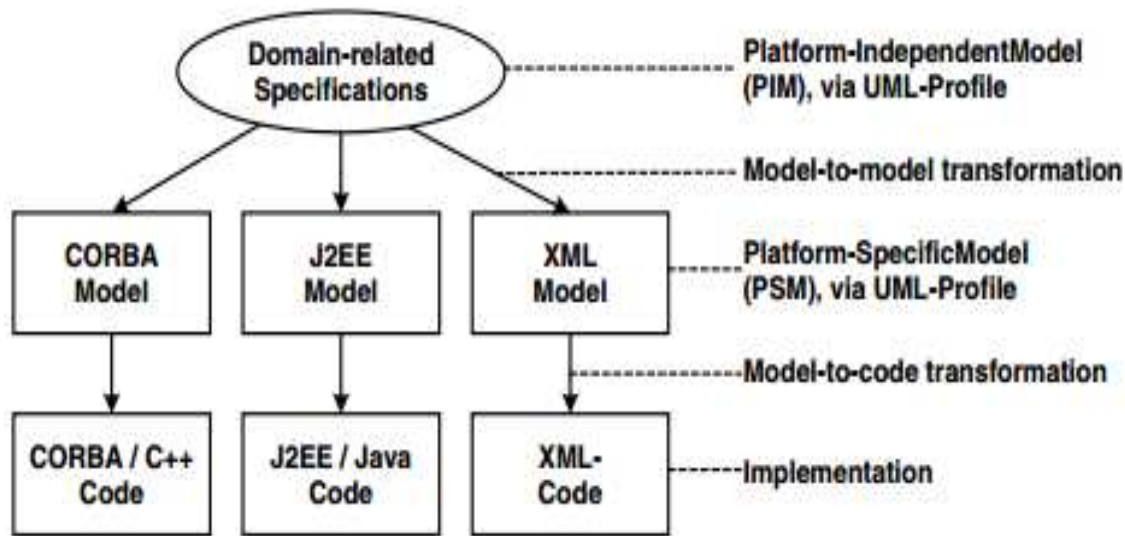 Domain-related
Specifications
Platform-IndependentModel
(PIM), via UML-Profile
Model-to-model transformation
CORBA
Model
J2EE
Model
XML
Model
Platform-SpecificModel
(PSM), via UML-Profile
Model-to-code transformation
CORBA / C++
Code
J2EE / Java
Code
XML-
Code
Implementation